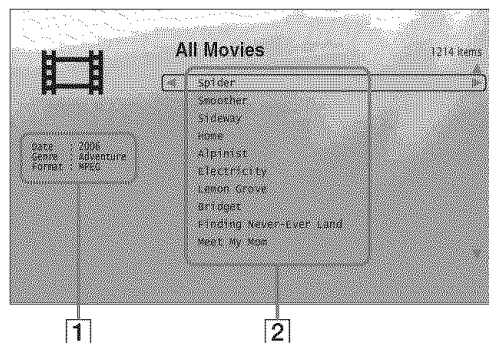 All Movies
1214 items
Spider
Smoother
Sideway
Home
Alpinist
Electricity
Lemon Grove
Bridget
Finding Never-Ever Land
Meet My Mom
Date : 2006
Genre : Adventure
Format : MPEG
1
2